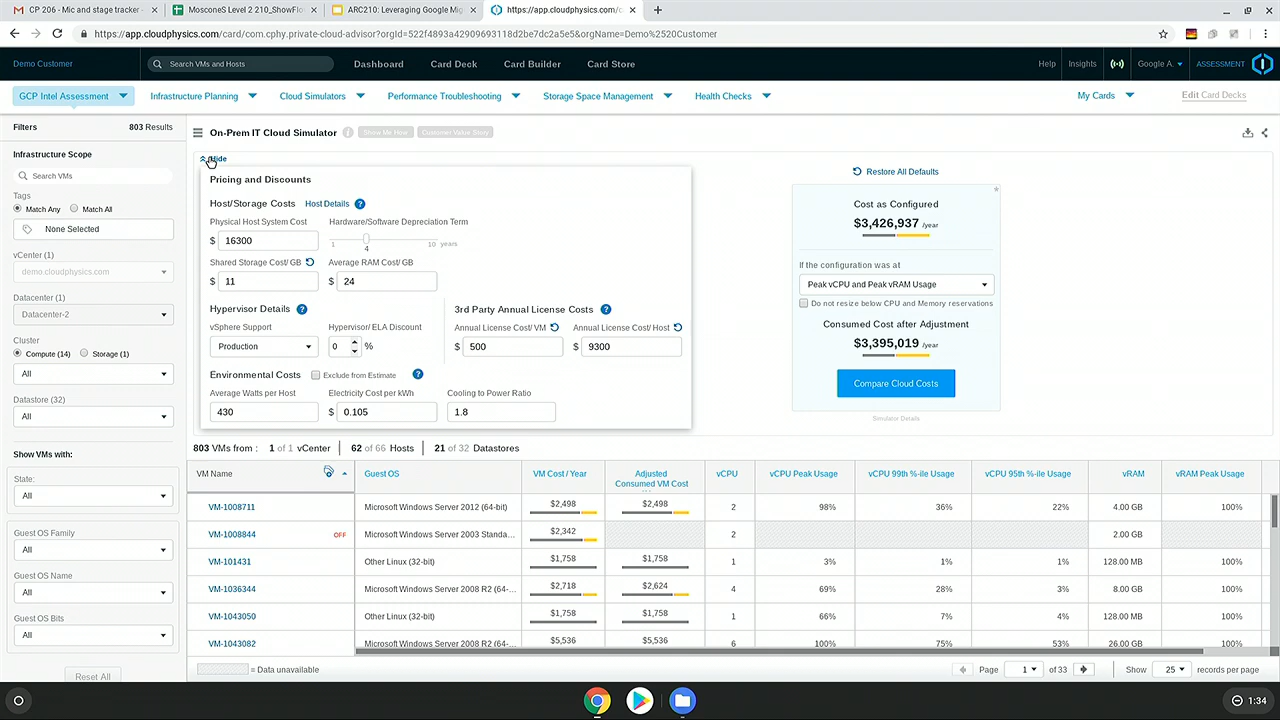 CP 206 - Mic and stage tracker -
MosconeS Level 2 210_ShowFlow
ARC210: Leveraging Google Mig
https://app.cloudphysics.com/c
https://app.cloudphysics.com/card/com.cphy.private-cloud-advisor?orgId=522f4893a42909693118d2be7dc2a5e5&orgName=Demo%2520Customer
Demo Customer
Search VMs and Hosts
Dashboard
Card Deck
Card Builder
Card Store
Help
Insights
Google A.
ASSESSMENT
GCP Intel Assessment
Infrastructure Planning
Cloud Simulators
Performance Troubleshooting
Storage Space Management
Health Checks
My Cards
Edit Card Decks
Filters
803 Results
Infrastructure Scope
Search VMs
Tags
Match Any
Match All
None Selected
vCenter (1)
demo.cloudphysics.com
Datacenter (1)
Datacenter-2
Cluster
Compute (14)
Storage (1)
All
Datastore (32)
All
Show VMs with:
State:
All
Guest OS Family
All
Guest OS Name
All
Guest OS Bits
All
Reset All
On-Prem IT Cloud Simulator
Show Me How
Customer Value Story
Hide
Pricing and Discounts
Host/Storage Costs
Host Details
?
Physical Host System Cost
Hardware/Software Depreciation Term
$ 16300
1 4 10 years
Shared Storage Cost/ GB
Average RAM Cost/ GB
$ 11
$ 24
Hypervisor Details ?
3rd Party Annual License Costs ?
vSphere Support
Hypervisor/ ELA Discount
Annual License Cost/ VM
Annual License Cost/ Host
Production
0 %
$ 500
$ 9300
Environmental Costs
Exclude from Estimate
?
Average Watts per Host
Electricity Cost per kWh
Cooling to Power Ratio
430
$ 0.105
1.8
Restore All Defaults
*
Cost as Configured
$3,426,937 /year
If the configuration was at
Peak vCPU and Peak vRAM Usage
Do not resize below CPU and Memory reservations
Consumed Cost after Adjustment
$3,395,019 /year
Compare Cloud Costs
Simulator Details
803 VMs from : 1 of 1 vCenter | 62 of 66 Hosts | 21 of 32 Datastores
VM Name
Guest OS
VM Cost / Year
Adjusted
Consumed VM Cost
vCPU
vCPU Peak Usage
vCPU 99th %-ile Usage
vCPU 95th %-ile Usage
vRAM
vRAM Peak Usage
VM-1008711 Microsoft Windows Server 2012 (64-bit) $2,498 $2,498 2 98% 36% 22% 4.00 GB 100%
VM-1008844 OFF Microsoft Windows Server 2003 Standa... $2,342 2 2.00 GB
VM-101431 Other Linux (32-bit) $1,758 $1,758 1 3% 1% 1% 128.00 MB 100%
VM-1036344 Microsoft Windows Server 2008 R2 (64-... $2,718 $2,624 4 69% 28% 3% 8.00 GB 100%
VM-1043050 Other Linux (32-bit) $1,758 $1,758 1 66% 7% 4% 128.00 MB 100%
VM-1043082 Microsoft Windows Server 2008 R2 (64-... $5,536 $5,536 6 100% 75% 53% 26.00 GB 100%
= Data unavailable
Page 1 of 33
Show 25 records per page
1:34